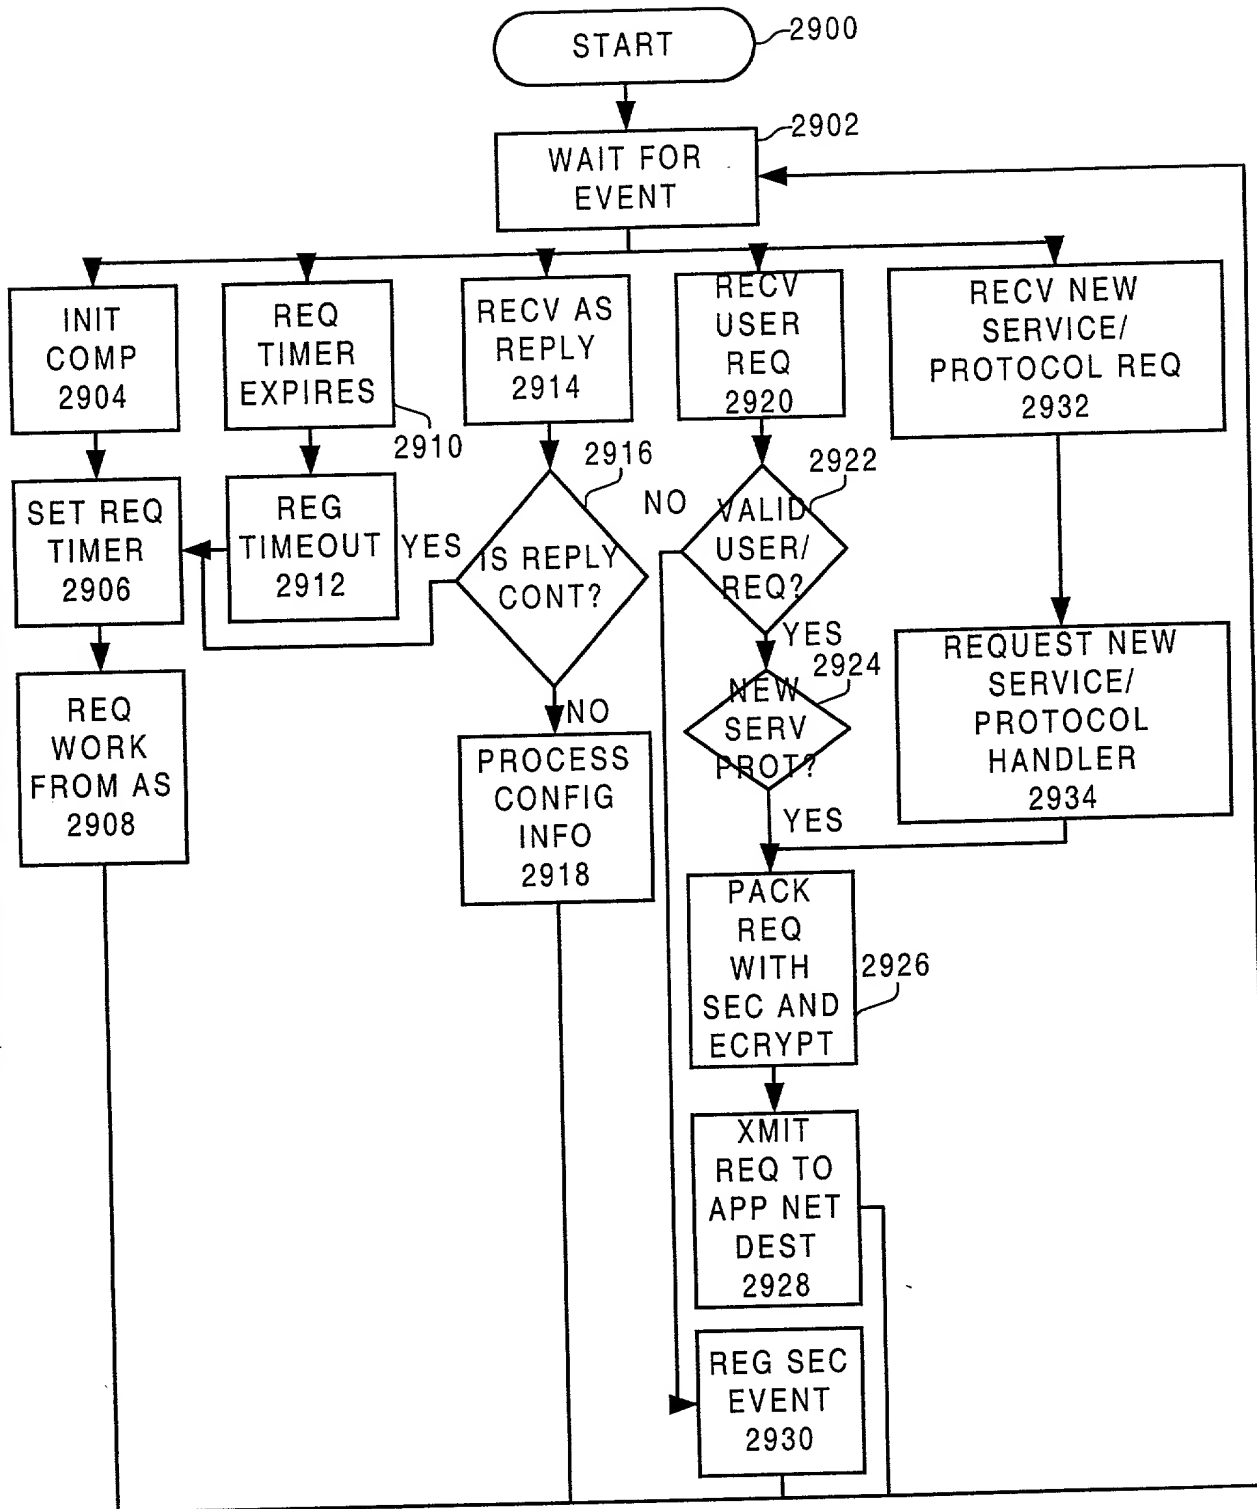 START
2900
WAIT FOR
EVENT
2902
INIT
COMP
2904
REQ
TIMER
EXPIRES
2910
RECV AS
REPLY
2914
RECV
USER
REQ
2920
RECV NEW
SERVICE/
PROTOCOL REQ
2932
SET REQ
TIMER
2906
REG
TIMEOUT
2912
YES
IS REPLY
CONT?
2916
NO
VALID
USER/
REQ?
2922
YES
NEW
SERV
PROT?
2924
REQUEST NEW
SERVICE/
PROTOCOL
HANDLER
2934
REQ
WORK
FROM AS
2908
NO
PROCESS
CONFIG
INFO
2918
YES
PACK
REQ
WITH
SEC AND
ECRYPT
2926
XMIT
REQ TO
APP NET
DEST
2928
REG SEC
EVENT
2930